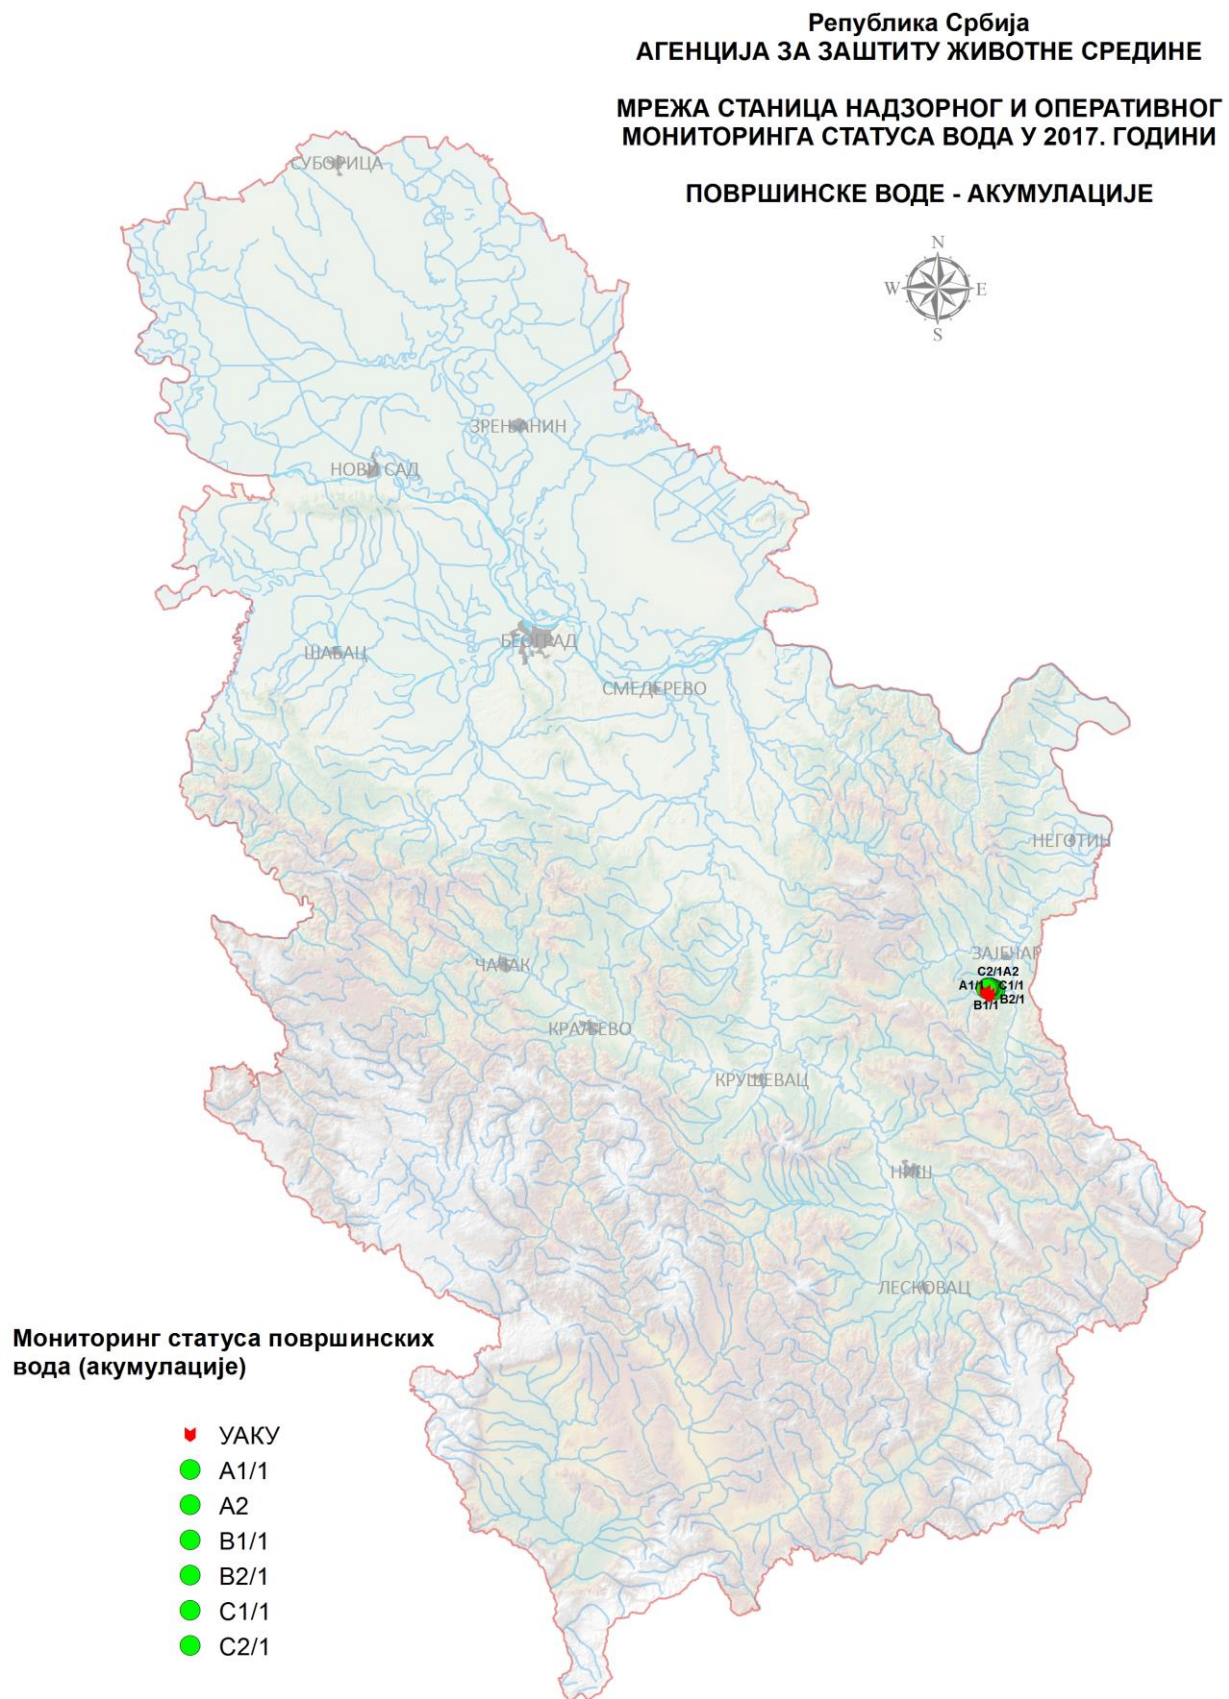 Република Србија
АГЕНЦИЈА ЗА ЗАШТИТУ ЖИВОТНЕ СРЕДИНЕ
МРЕЖА СТАНИЦА НАДЗОРНОГ И ОПЕРАТИВНОГ
МОНИТОРИНГА СТАТУСА ВОДА У 2017. ГОДИНИ
ПОВРШИНСКЕ ВОДЕ - АКУМУЛАЦИЈЕ
N
W E
S
СУБОРИЦА
ЗРЕЊАНИН
НОВИ САД
БЕОГРАД
ШАБАЦ
СМЕДЕРЕВО
НЕГОТИН
ЗАЈЕЧАР
C2/1 A2
A1/1 C1/1
B2/1
B1/1
ЧАЧАК
КРАЉЕВО
КРУШЕВАЦ
НИШ
ЛЕСКОВАЦ
Мониторинг статуса површинских
вода (акумулације)
УАКУ
A1/1
A2
B1/1
B2/1
C1/1
C2/1